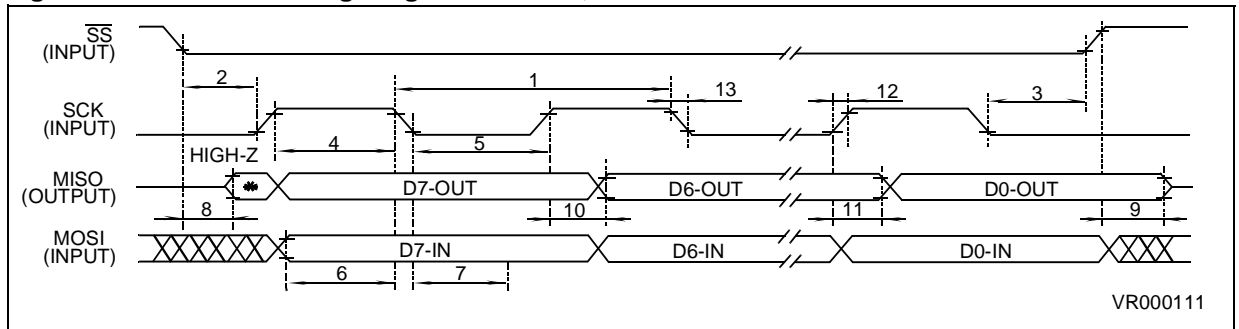 SS
(INPUT)
2
1
13
12
3
SCK
(INPUT)
4
5
HIGH-Z
MISO
(OUTPUT)
*
D7-OUT
D6-OUT
D0-OUT
8
10
11
9
MOSI
(INPUT)
D7-IN
D6-IN
D0-IN
6
7
VR000111